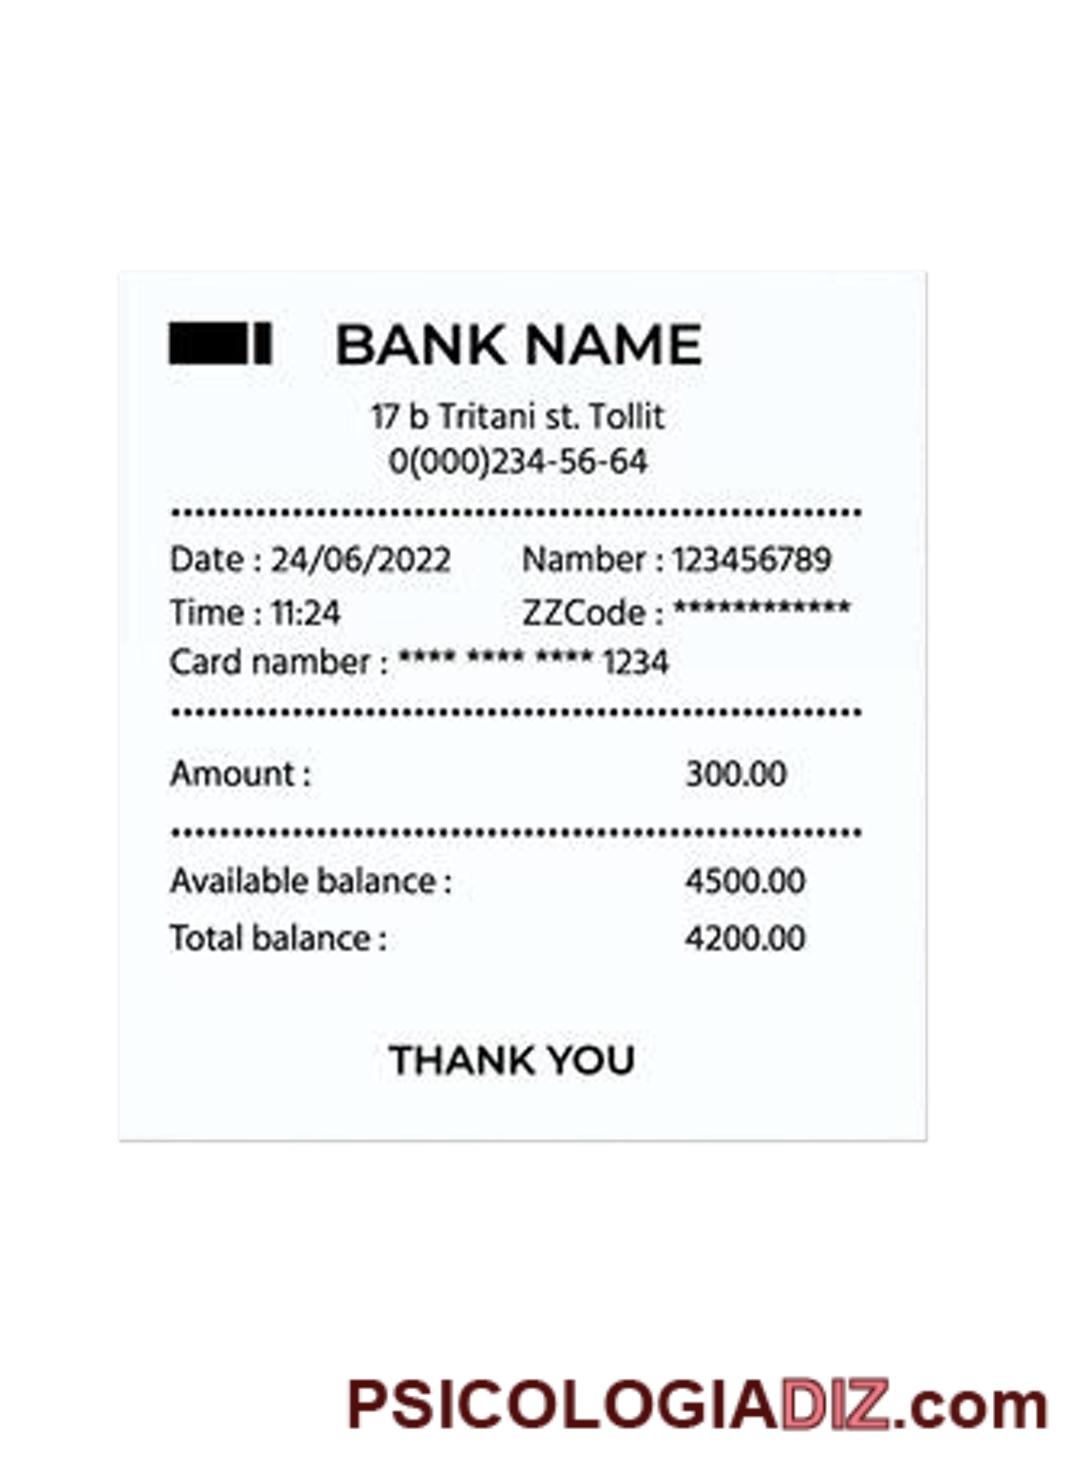 BANK NAME
17 b Tritani st. Tollit
0(000)234-56-64
Date : 24/06/2022 Namber : 123456789
Time : 11:24 ZZCode : ************
Card namber : **** **** **** 1234
Amount : 300.00
Available balance : 4500.00
Total balance : 4200.00
THANK YOU
PSICOLOGIADIZ.com